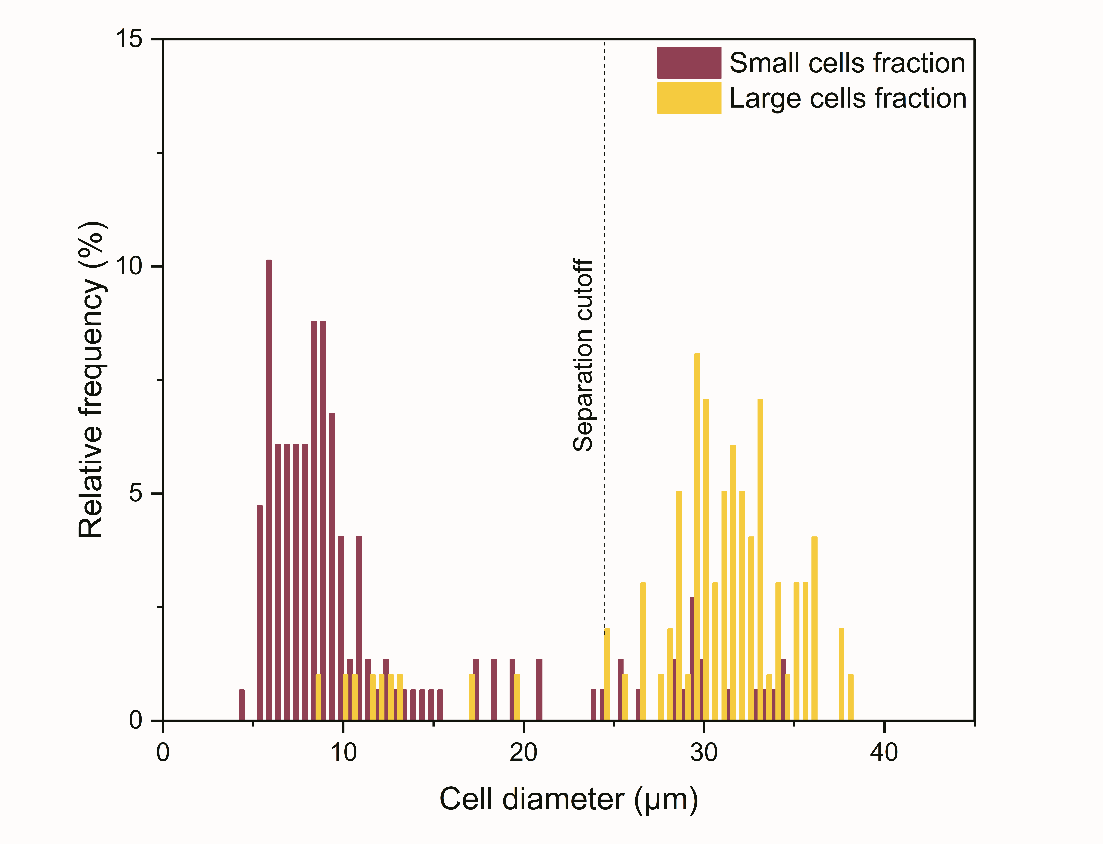 15
Small cells fraction
Large cells fraction
10
Separation cutoff
Relative frequency (%)
5
0
0 10 20 30 40
Cell diameter (µm)